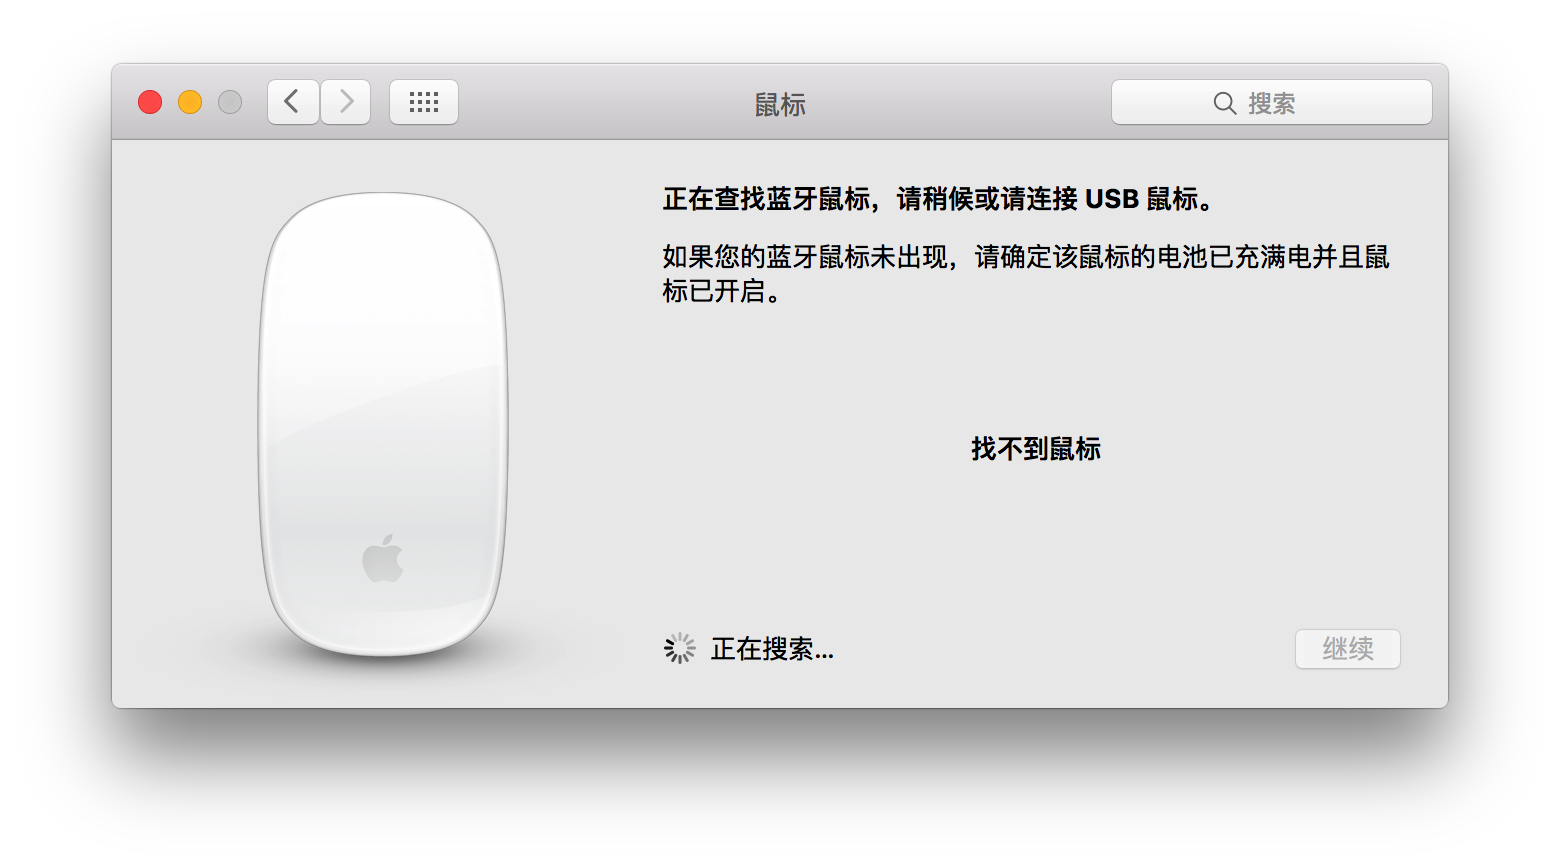 鼠标
搜索
正在查找蓝牙鼠标，请稍候或请连接 USB 鼠标。
如果您的蓝牙鼠标未出现，请确定该鼠标的电池已充满电并且鼠
标已开启。
找不到鼠标
正在搜索...
继续